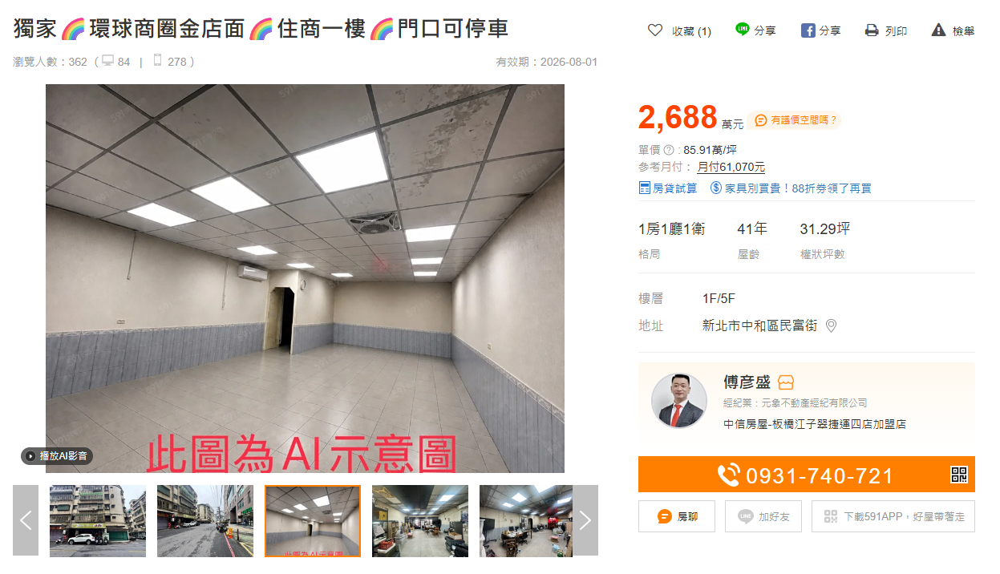 獨家🌈環球商圈金店面🌈住商一樓🌈門口可停車
收藏 (1)
LINE 分享
分享
列印
檢舉
瀏覽人數：362 ( 84 | 278 )
有效期：2026-08-01
2,688 萬元 有議價空間嗎？
單價 ? : 85.91萬/坪
參考月付： 月付61,070元
房貸試算 $ 家具別買貴！88折券領了再買
1房1廳1衛 41年 31.29坪
格局 屋齡 權狀坪數
樓層 1F/5F
地址 新北市中和區民富街
傅彦盛
經紀業：元象不動產經紀有限公司
中信房屋-板橋江子翠捷運四店加盟店
0931-740-721
房聊
LINE 加好友
下載591APP，好屋帶著走
此圖為AI示意圖
播放AI影音
此圖為AI示意圖